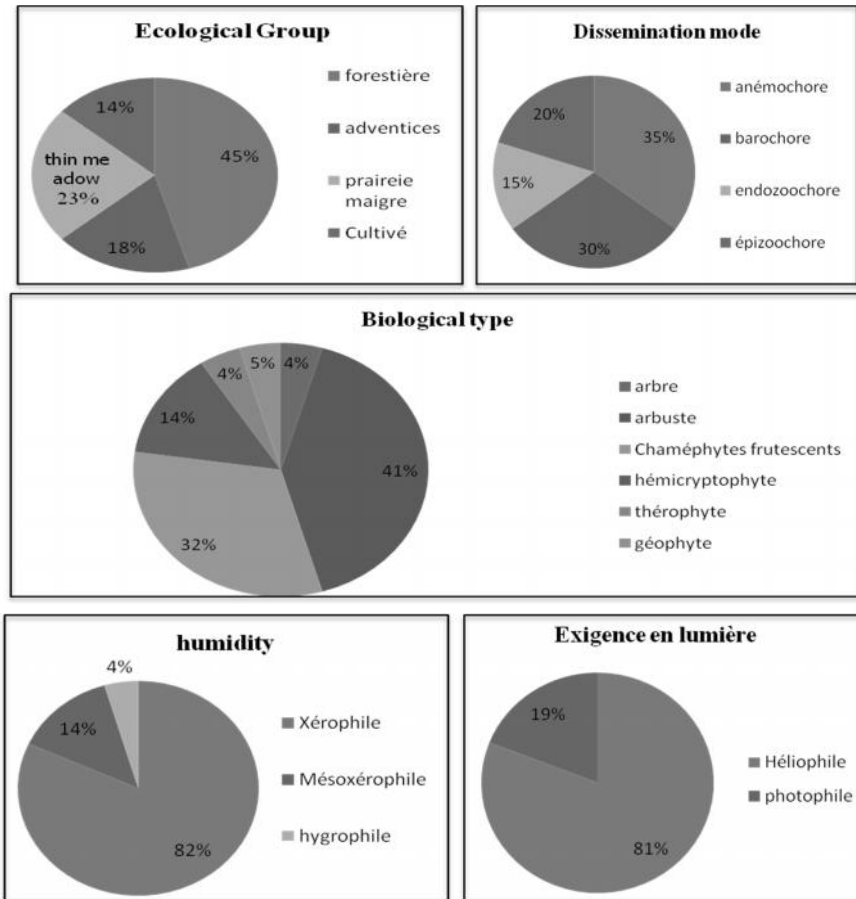 Ecological Group
14%
45%
thin me
adow
23%
18%
forestière
adventices
praireie
maigre
Cultivé
Dissemination mode
20%
35%
15%
30%
anémochore
barochore
endozoochore
épizoochore
Biological type
4%
5%
4%
14%
41%
32%
arbre
arbuste
Chaméphytes frutescents
hémicryptophyte
thérophyte
géophyte
humidity
4%
14%
82%
Xérophile
Mésoxérophile
hygrophile
Exigence en lumière
19%
81%
Héliophile
photophile